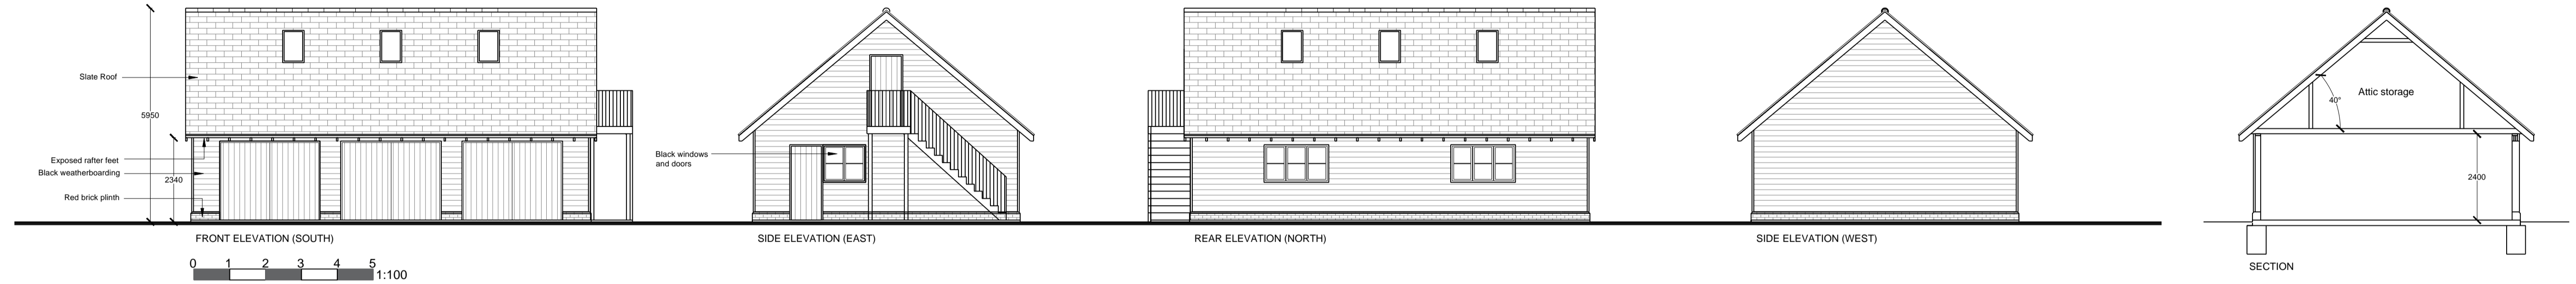 Slate Roof
5950
Exposed rafter feet
Black weatherboarding
2340
Red brick plinth
FRONT ELEVATION (SOUTH)
0 1 2 3 4 5
1:100
Black windows
and doors
SIDE ELEVATION (EAST)
REAR ELEVATION (NORTH)
SIDE ELEVATION (WEST)
40°
Attic storage
2400
SECTION